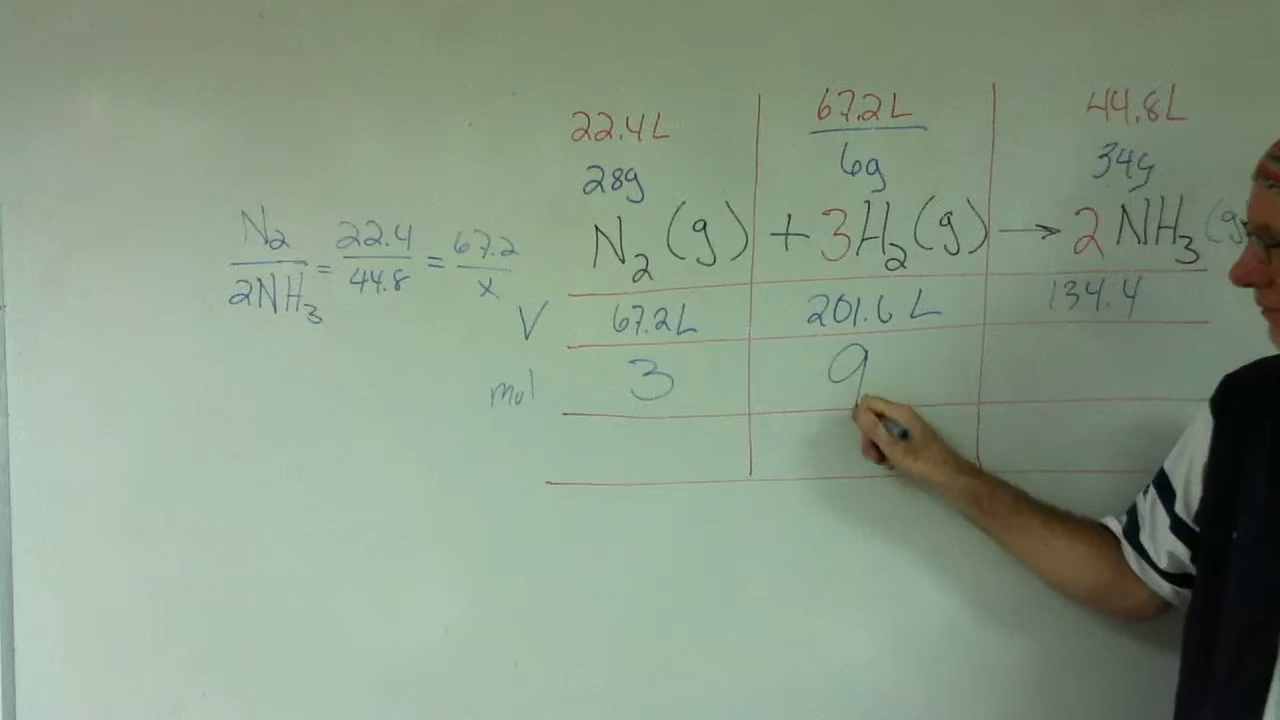 22.4L 67.2L 44.8L
28g 6g 34g
N₂(g) + 3H₂(g) → 2NH₃(g
N₂/2NH₃ = 22.4/44.8 = 67.2/x
V 67.2L 201.6 L 134.4
mol 3 9